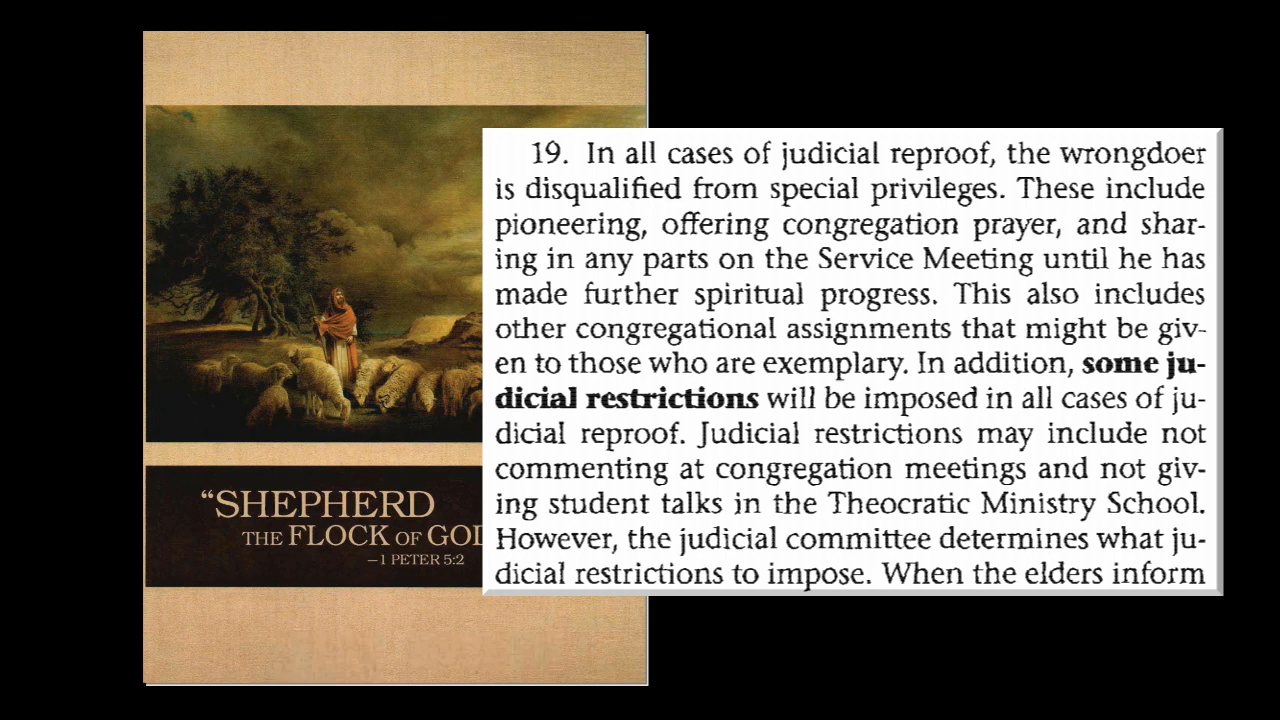 “SHEPHERD
THE FLOCK OF GOD
—1 PETER 5:2
19. In all cases of judicial reproof, the wrongdoer
is disqualified from special privileges. These include
pioneering, offering congregation prayer, and shar-
ing in any parts on the Service Meeting until he has
made further spiritual progress. This also includes
other congregational assignments that might be giv-
en to those who are exemplary. In addition, some ju-
dicial restrictions will be imposed in all cases of ju-
dicial reproof. Judicial restrictions may include not
commenting at congregation meetings and not giv-
ing student talks in the Theocratic Ministry School.
However, the judicial committee determines what ju-
dicial restrictions to impose. When the elders inform